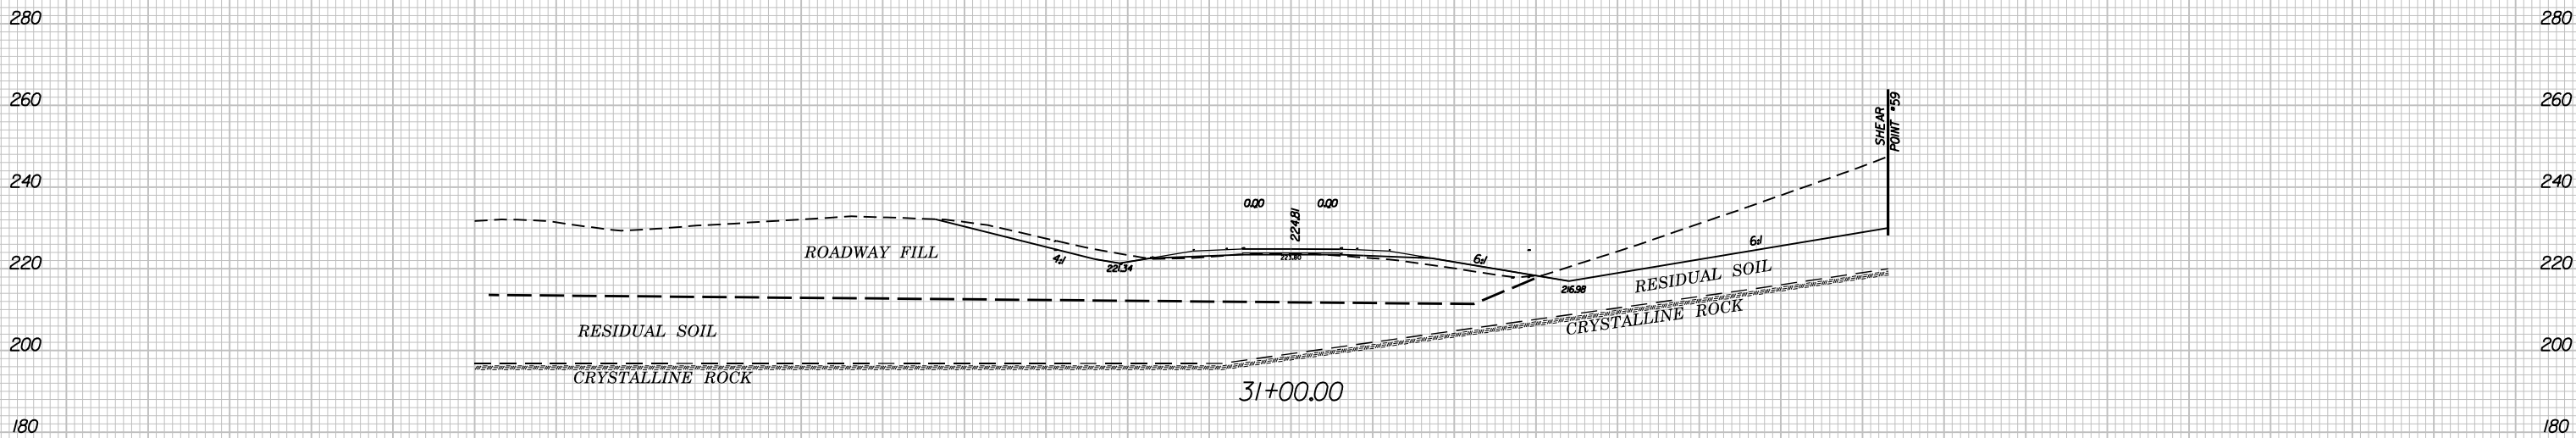 280 280
260 260
SHEAR
POINT #59
240 240
0.00 0.00
224.81
ROADWAY FILL
4:1
221.34
223.80
6:1
6:1
220 220
216.98
RESIDUAL SOIL
CRYSTALLINE ROCK
RESIDUAL SOIL
200 200
CRYSTALLINE ROCK
31+00.00
180 180